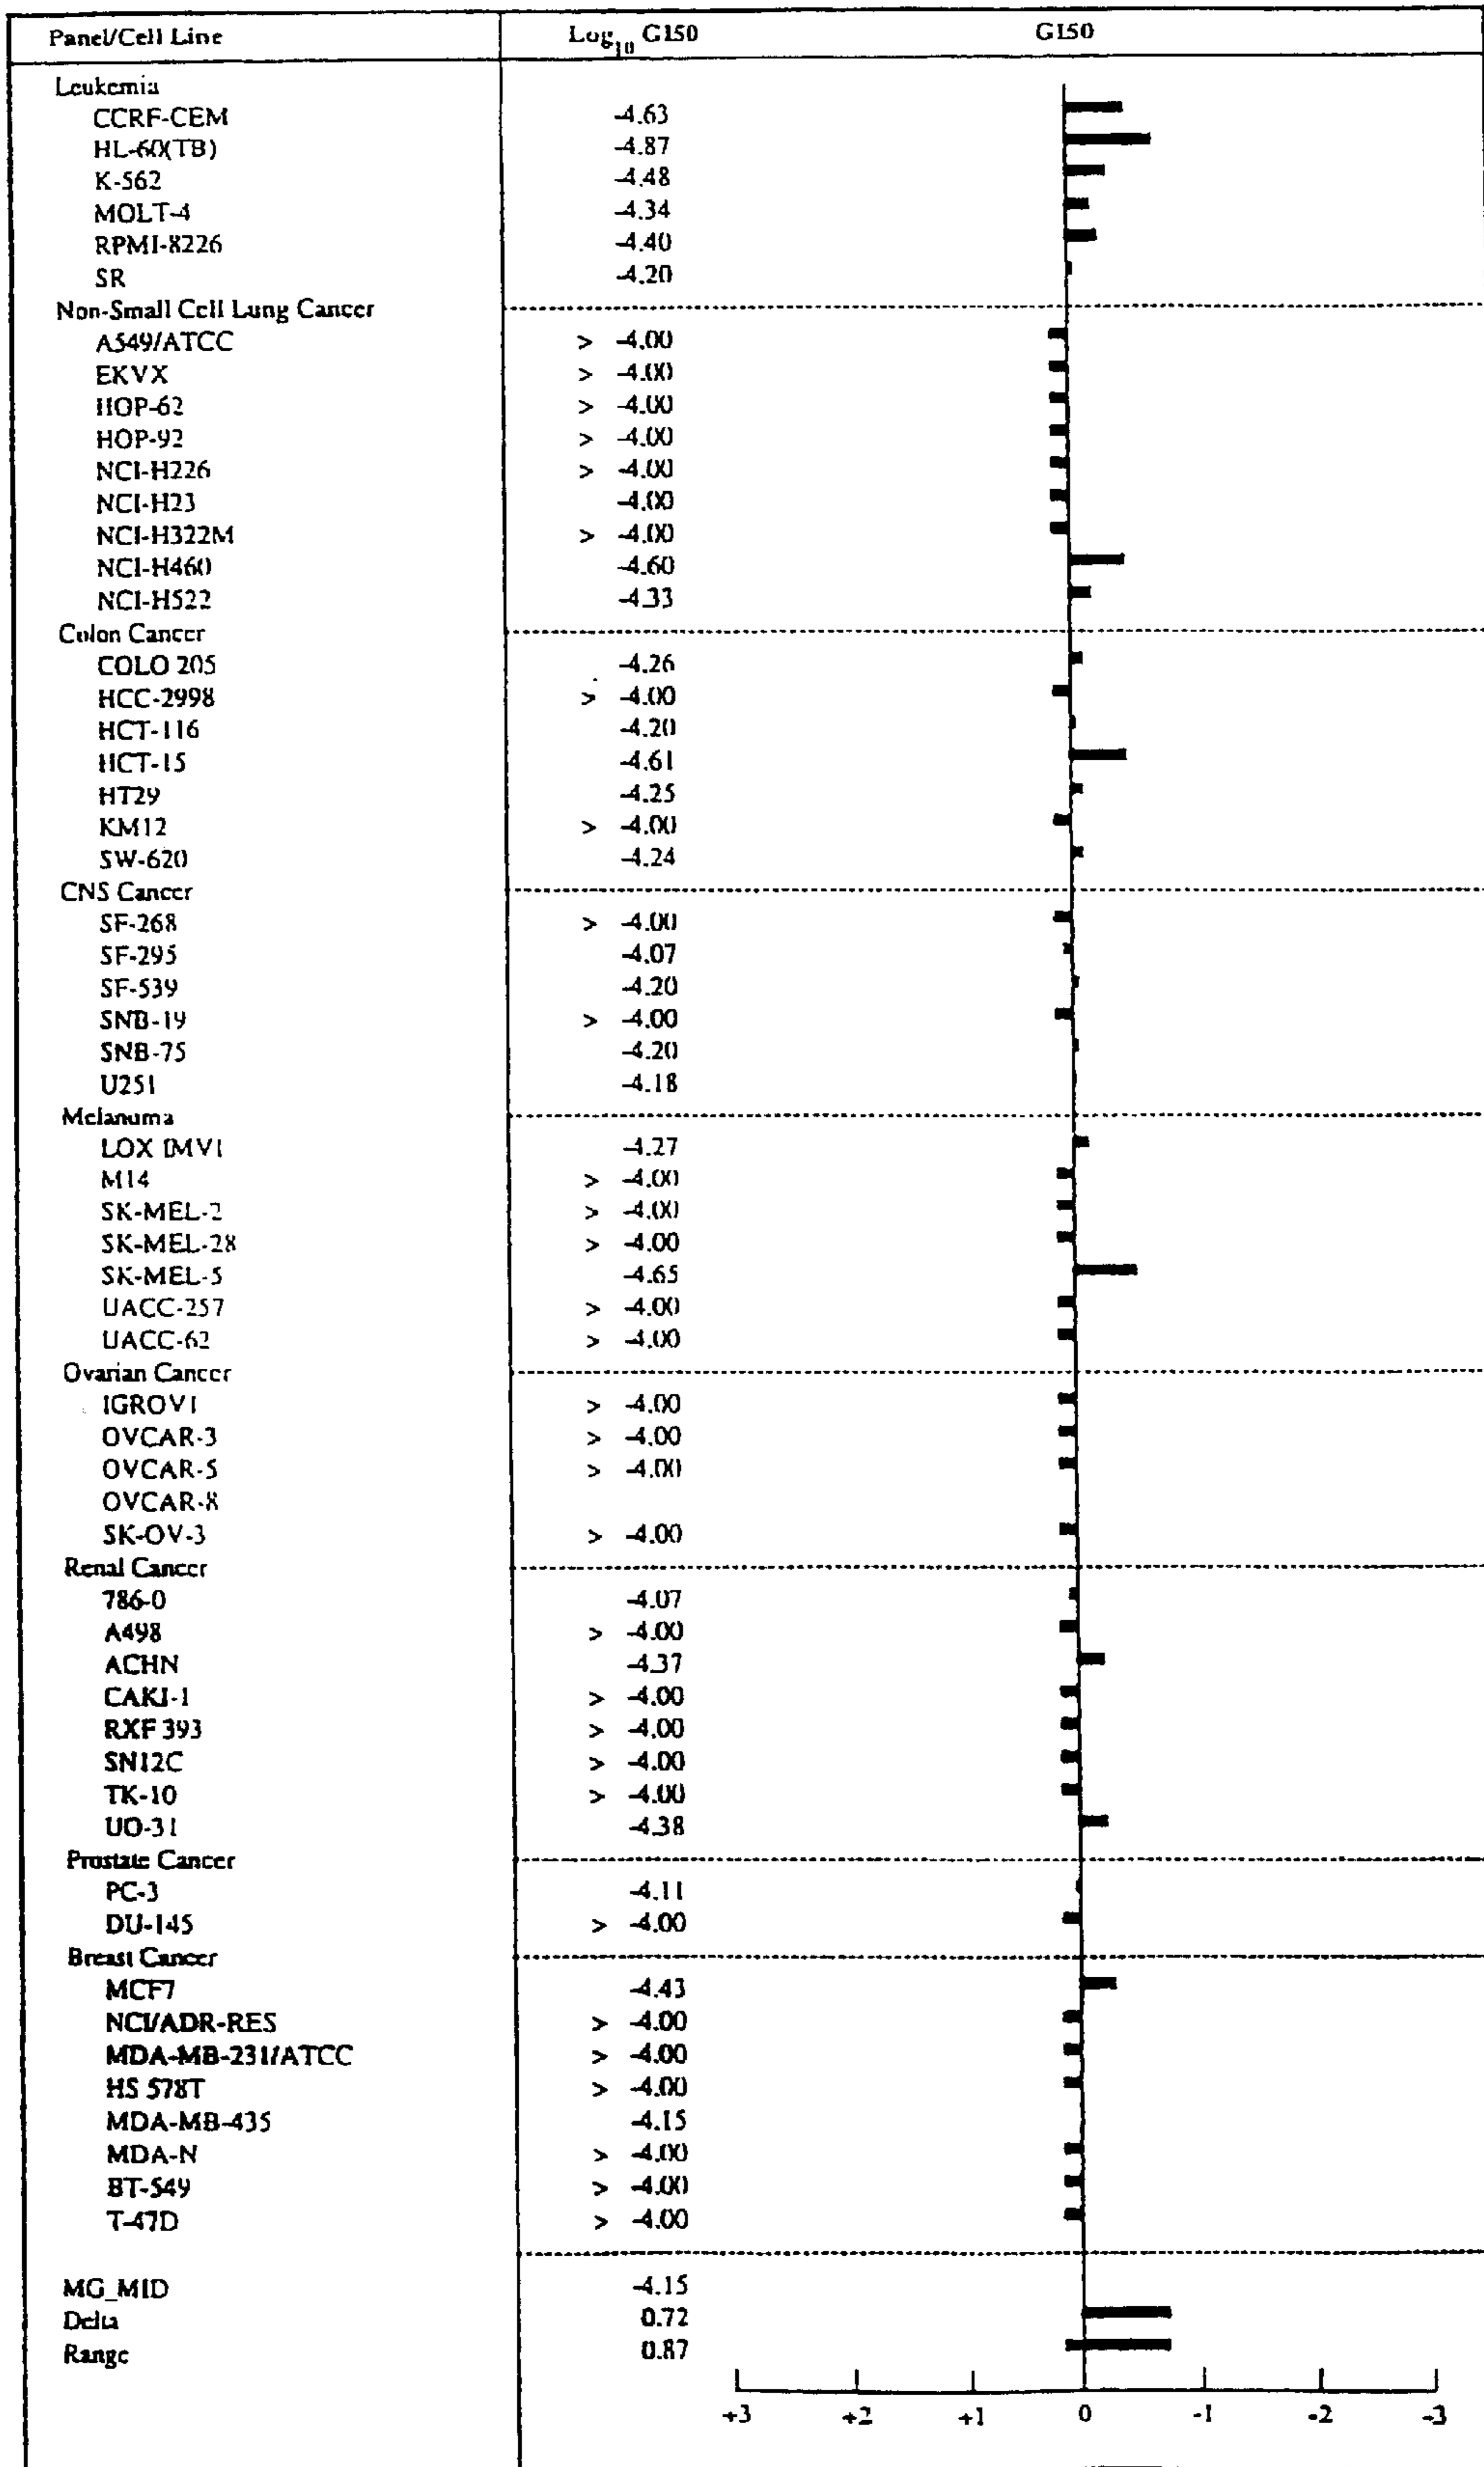 Panel/Cell Line Log10 GI50 GI50
Leukemia
CCRF-CEM -4.63
HL-60(TB) -4.87
K-562 -4.48
MOLT-4 -4.34
RPMI-8226 -4.40
SR -4.20
Non-Small Cell Lung Cancer
A549/ATCC > -4.00
EKVX > -4.00
HOP-62 > -4.00
HOP-92 > -4.00
NCI-H226 > -4.00
NCI-H23 -4.00
NCI-H322M > -4.00
NCI-H460 -4.60
NCI-H522 -4.33
Colon Cancer
COLO 205 -4.26
HCC-2998 > -4.00
HCT-116 -4.20
HCT-15 -4.61
HT29 -4.25
KM12 > -4.00
SW-620 -4.24
CNS Cancer
SF-268 > -4.00
SF-295 -4.07
SF-539 -4.20
SNB-19 > -4.00
SNB-75 -4.20
U251 -4.18
Melanoma
LOX IMVI -4.27
M14 > -4.00
SK-MEL-2 > -4.00
SK-MEL-28 > -4.00
SK-MEL-5 -4.65
UACC-257 > -4.00
UACC-62 > -4.00
Ovarian Cancer
IGROV1 > -4.00
OVCAR-3 > -4.00
OVCAR-5 > -4.00
OVCAR-8
SK-OV-3 > -4.00
Renal Cancer
786-0 -4.07
A498 > -4.00
ACHN -4.37
CAKI-1 > -4.00
RXF 393 > -4.00
SN12C > -4.00
TK-10 > -4.00
UO-31 -4.38
Prostate Cancer
PC-3 -4.11
DU-145 > -4.00
Breast Cancer
MCF7 -4.43
NCI/ADR-RES > -4.00
MDA-MB-231/ATCC > -4.00
HS 578T > -4.00
MDA-MB-435 -4.15
MDA-N > -4.00
BT-549 > -4.00
T-47D > -4.00
MG_MID -4.15
Delta 0.72
Range 0.87
+3 +2 +1 0 -1 -2 -3